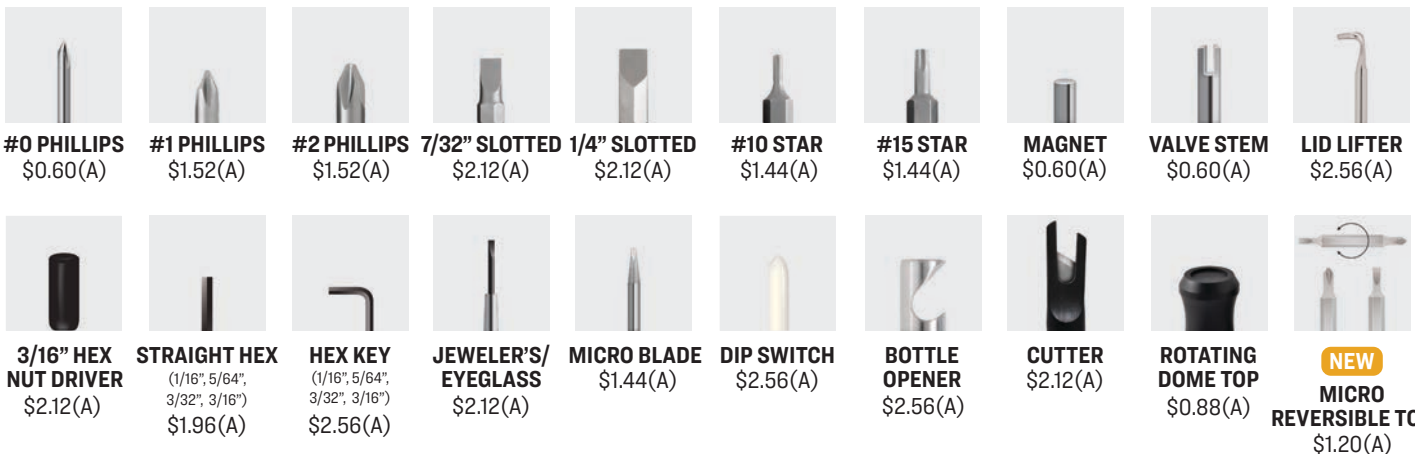 #0 PHILLIPS
$0.60(A)
#1 PHILLIPS
$1.52(A)
#2 PHILLIPS
$1.52(A)
7/32” SLOTTED
$2.12(A)
1/4” SLOTTED
$2.12(A)
#10 STAR
$1.44(A)
#15 STAR
$1.44(A)
MAGNET
$0.60(A)
VALVE STEM
$0.60(A)
LID LIFTER
$2.56(A)
3/16” HEX
NUT DRIVER
$2.12(A)
STRAIGHT HEX
(1/16”, 5/64”,
3/32”, 3/16”)
$1.96(A)
HEX KEY
(1/16”, 5/64”,
3/32”, 3/16”)
$2.56(A)
JEWELER’S/
EYEGLASS
$2.12(A)
MICRO BLADE
$1.44(A)
DIP SWITCH
$2.56(A)
BOTTLE
OPENER
$2.56(A)
CUTTER
$2.12(A)
ROTATING
DOME TOP
$0.88(A)
NEW
MICRO
REVERSIBLE
$1.20(A)